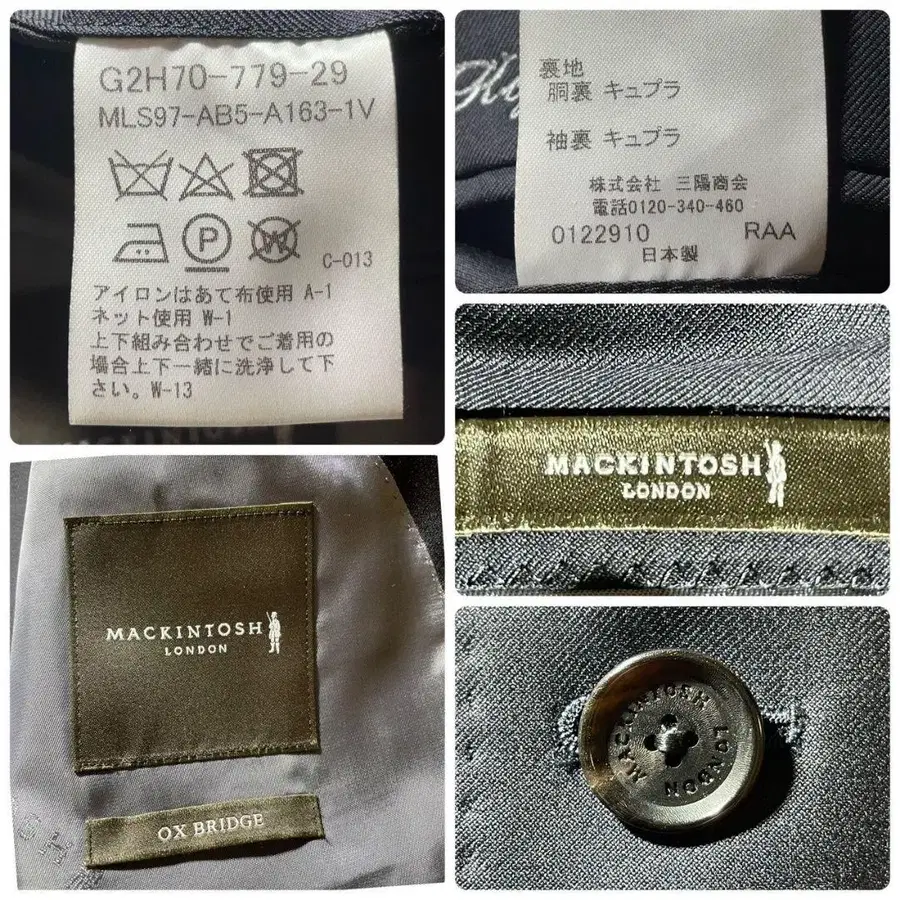 G2H70-779-29
MLS97-AB5-A163-1V
P
W
C-013
アイロンはあて布使用 A-1
ネット使用 W-1
上下組み合わせでご着用の
場合上下一緒に洗浄して下
さい。W-13
裏地
胴裏 キュプラ
袖裏 キュプラ
株式会社 三陽商会
電話0120-340-460
0122910 RAA
日本製
MACKINTOSH
LONDON
MACKINTOSH
LONDON
OX BRIDGE
MACKINTOSH
LONDON